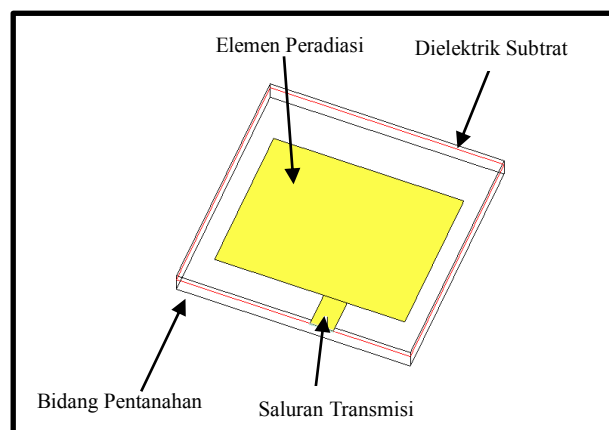 Elemen Peradiasi
Dielektrik Subtrat
Bidang Pentanahan
Saluran Transmisi